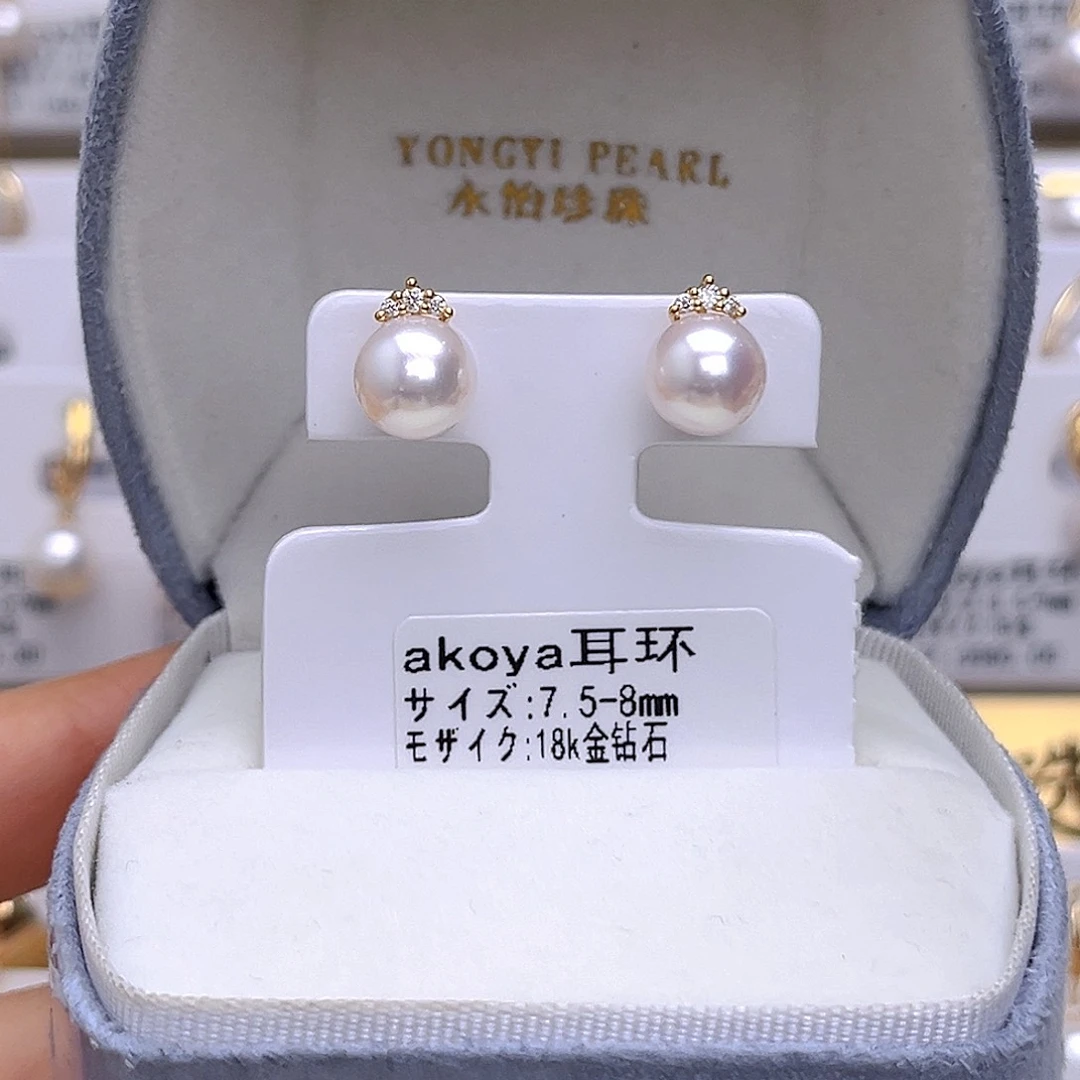 YONGYI PEARL
永怡珍珠
akoya耳环
サイズ:7.5-8mm
モザイク:18k金钻石